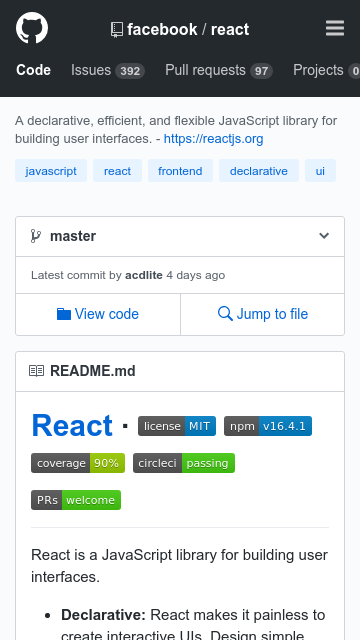 facebook / react
Code Issues 392 Pull requests 97 Projects 0
A declarative, efficient, and flexible JavaScript library for
building user interfaces. - https://reactjs.org
javascript react frontend declarative ui
master
Latest commit by acdlite 4 days ago
View code Jump to file
README.md
React · license MIT npm v16.4.1
coverage 90% circleci passing
PRs welcome
React is a JavaScript library for building user
interfaces.
• Declarative: React makes it painless to
create interactive UIs. Design simple